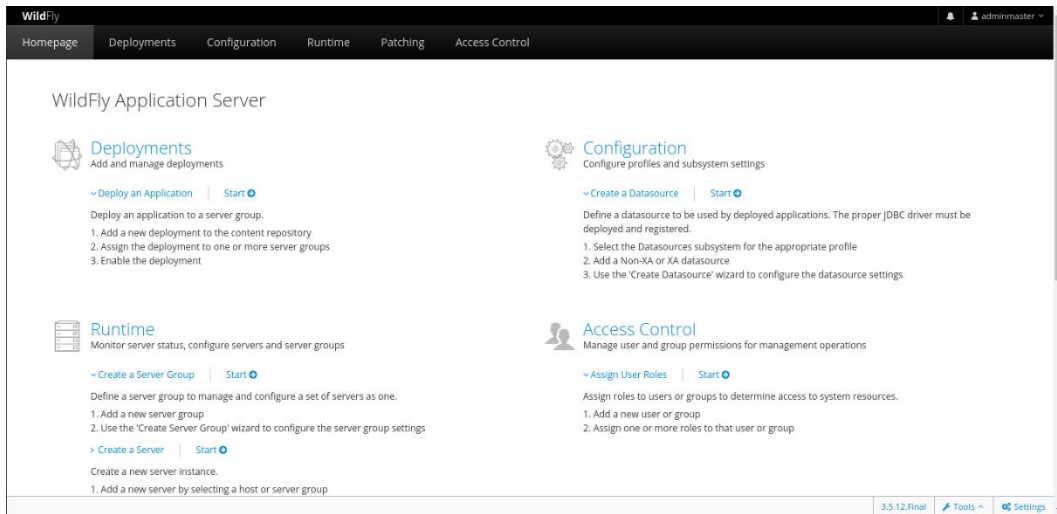 WildFly
adminmaster
Homepage Deployments Configuration Runtime Patching Access Control
WildFly Application Server
Deployments
Add and manage deployments
Deploy an Application Start
Deploy an application to a server group.
1. Add a new deployment to the content repository
2. Assign the deployment to one or more server groups
3. Enable the deployment
Configuration
Configure profiles and subsystem settings
Create a Datasource Start
Define a datasource to be used by deployed applications. The proper JDBC driver must be
deployed and registered.
1. Select the Datasources subsystem for the appropriate profile
2. Add a Non-XA or XA datasource
3. Use the 'Create Datasource' wizard to configure the datasource settings
Runtime
Monitor server status, configure servers and server groups
Create a Server Group Start
Define a server group to manage and configure a set of servers as one.
1. Add a new server group
2. Use the 'Create Server Group' wizard to configure the server group settings
Create a Server Start
Create a new server instance.
1. Add a new server by selecting a host or server group
Access Control
Manage user and group permissions for management operations
Assign User Roles Start
Assign roles to users or groups to determine access to system resources.
1. Add a new user or group
2. Assign one or more roles to that user or group
3.5.12.Final Tools Settings